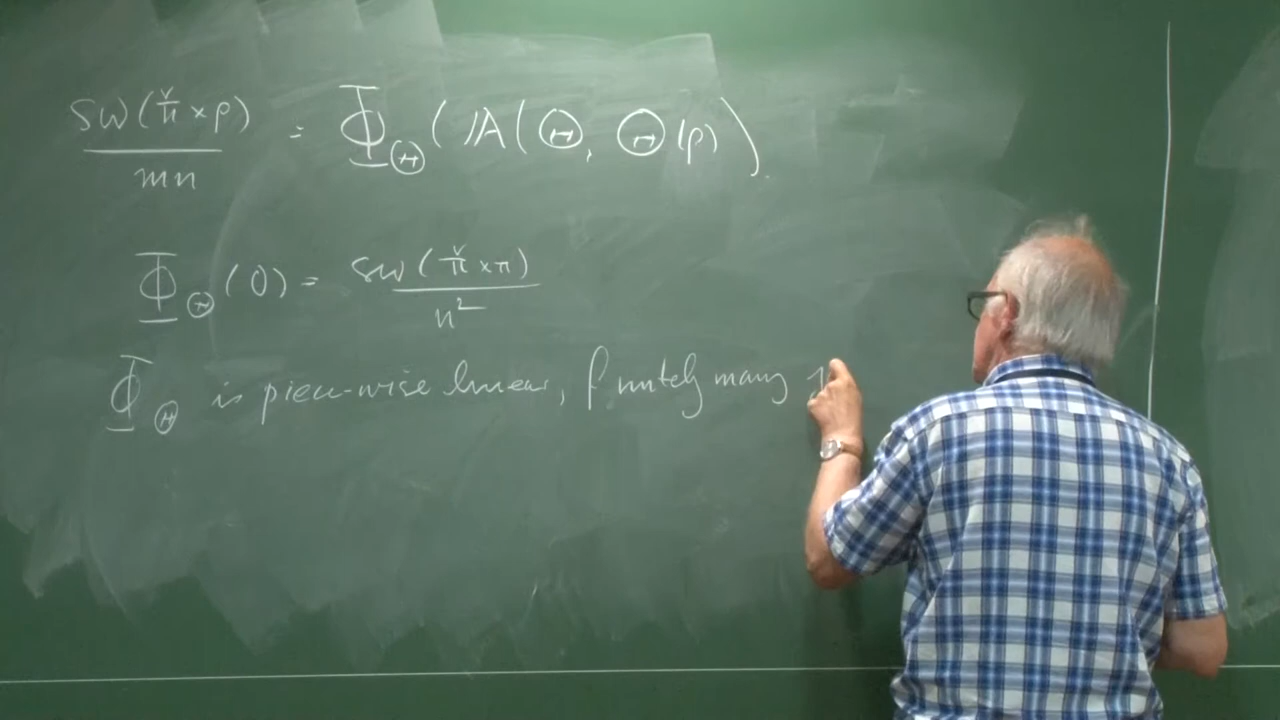 sw(π̌×ρ)/mn = Φ_Θ(A(Θ, Θ(ρ)).
Φ_Θ(0) = sw(π̌×π)/n²
Φ_Θ is piece-wise linear, finitely many